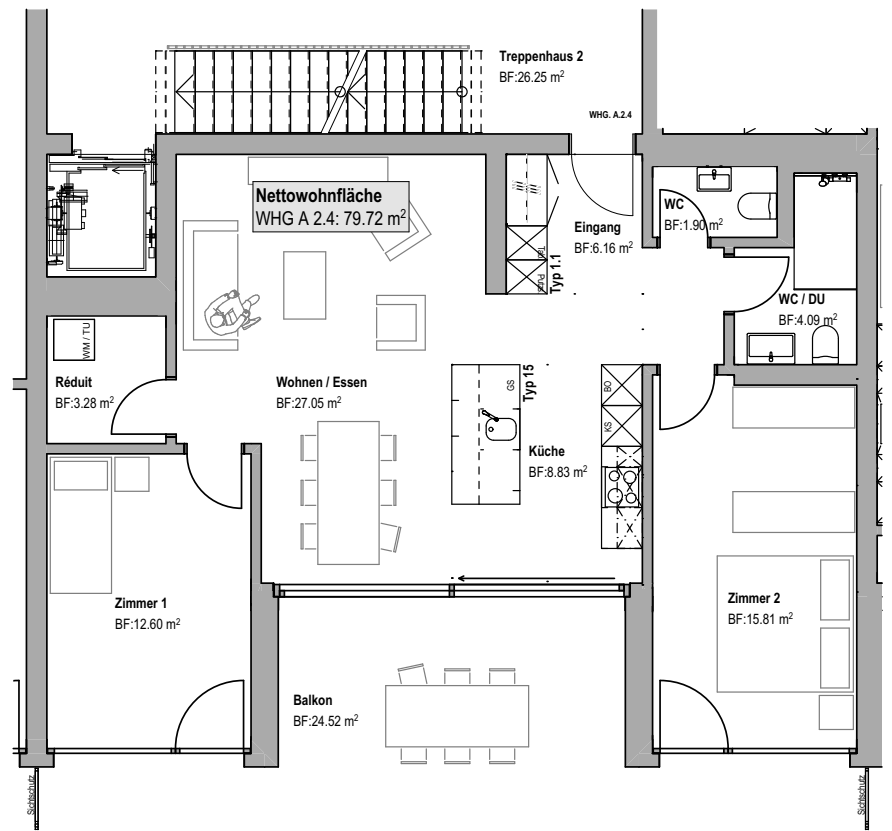 Treppenhaus 2
BF:26.25 m²
WHG. A.2.4
Nettowohnfläche
WHG A 2.4: 79.72 m²
WC
BF:1.90 m²
Eingang
BF:6.16 m²
Typ 1.1
Putz
WC / DU
BF:4.09 m²
WM / TU
Réduit
BF:3.28 m²
Wohnen / Essen
BF:27.05 m²
GS
Typ 15
BO
KS
Küche
BF:8.83 m²
Zimmer 1
BF:12.60 m²
Zimmer 2
BF:15.81 m²
Balkon
BF:24.52 m²
Sichtschutz
Sichtschutz